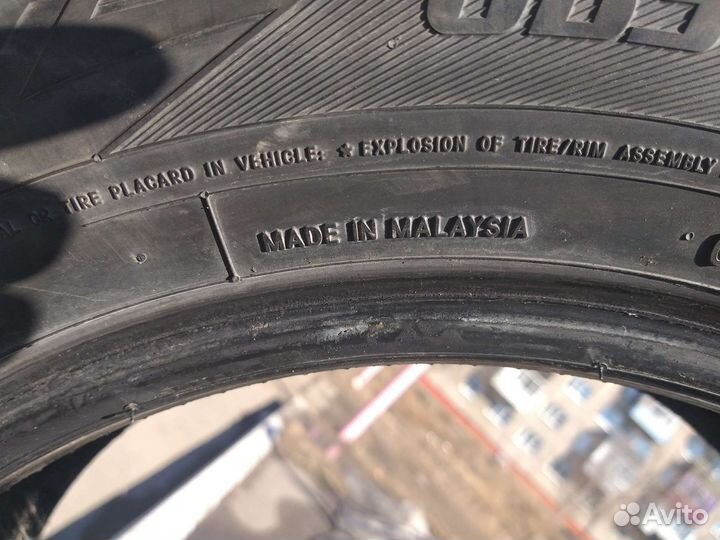 TIRE PLACARD IN VEHICLE: * EXPLOSION OF TIRE/RIM ASSEMBLY
MADE IN MALAYSIA
Avito